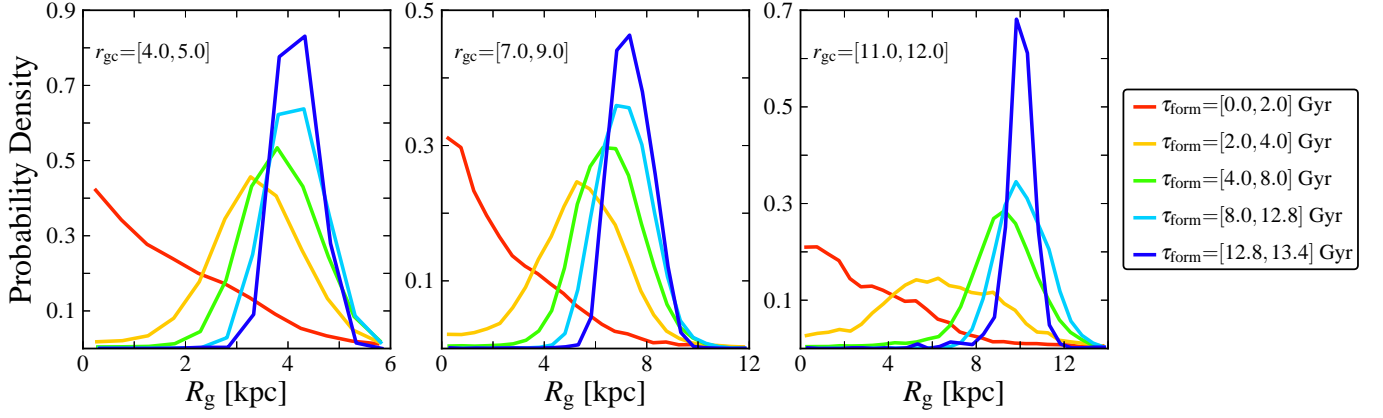 Probability Density
0.9
0.7
0.5
0.3
0.1
r_gc=[4.0,5.0]
0 2 4 6
R_g [kpc]
0.5
0.3
0.1
r_gc=[7.0,9.0]
0 4 8 12
R_g [kpc]
0.7
0.5
0.3
0.1
r_gc=[11.0,12.0]
0 4 8 12
R_g [kpc]
τ_form=[0.0,2.0] Gyr
τ_form=[2.0,4.0] Gyr
τ_form=[4.0,8.0] Gyr
τ_form=[8.0,12.8] Gyr
τ_form=[12.8,13.4] Gyr